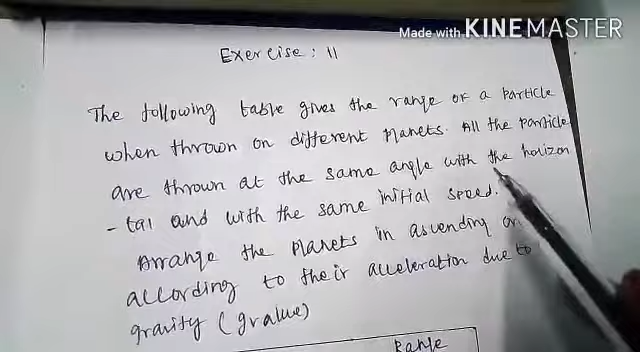 Made with KINEMASTER
Exercise: 11
The following table gives the range of a particle
when thrown on different planets. All the particle
are thrown at the same angle with the horizon
-tal and with the same initial speed.
Arrange the planets in ascending or
according to their acceleration due to
gravity (gvalue)
Range